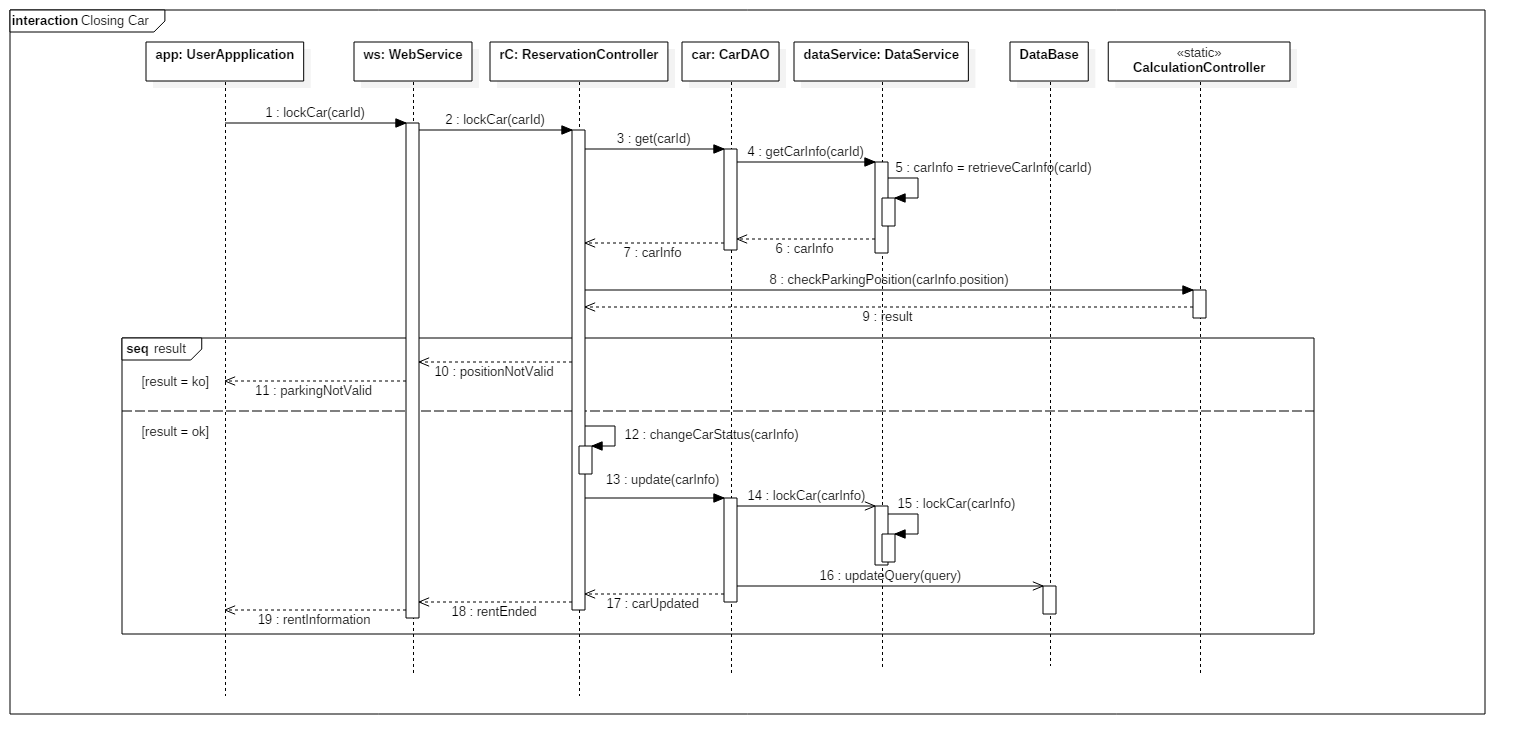 interaction Closing Car
app: UserAppplication
ws: WebService
rC: ReservationController
car: CarDAO
dataService: DataService
DataBase
«static»
CalculationController
1 : lockCar(carId)
2 : lockCar(carId)
3 : get(carId)
4 : getCarInfo(carId)
5 : carInfo = retrieveCarInfo(carId)
6 : carInfo
7 : carInfo
8 : checkParkingPosition(carInfo.position)
9 : result
seq result
10 : positionNotValid
[result = ko]
11 : parkingNotValid
[result = ok]
12 : changeCarStatus(carInfo)
13 : update(carInfo)
14 : lockCar(carInfo)
15 : lockCar(carInfo)
16 : updateQuery(query)
17 : carUpdated
18 : rentEnded
19 : rentInformation